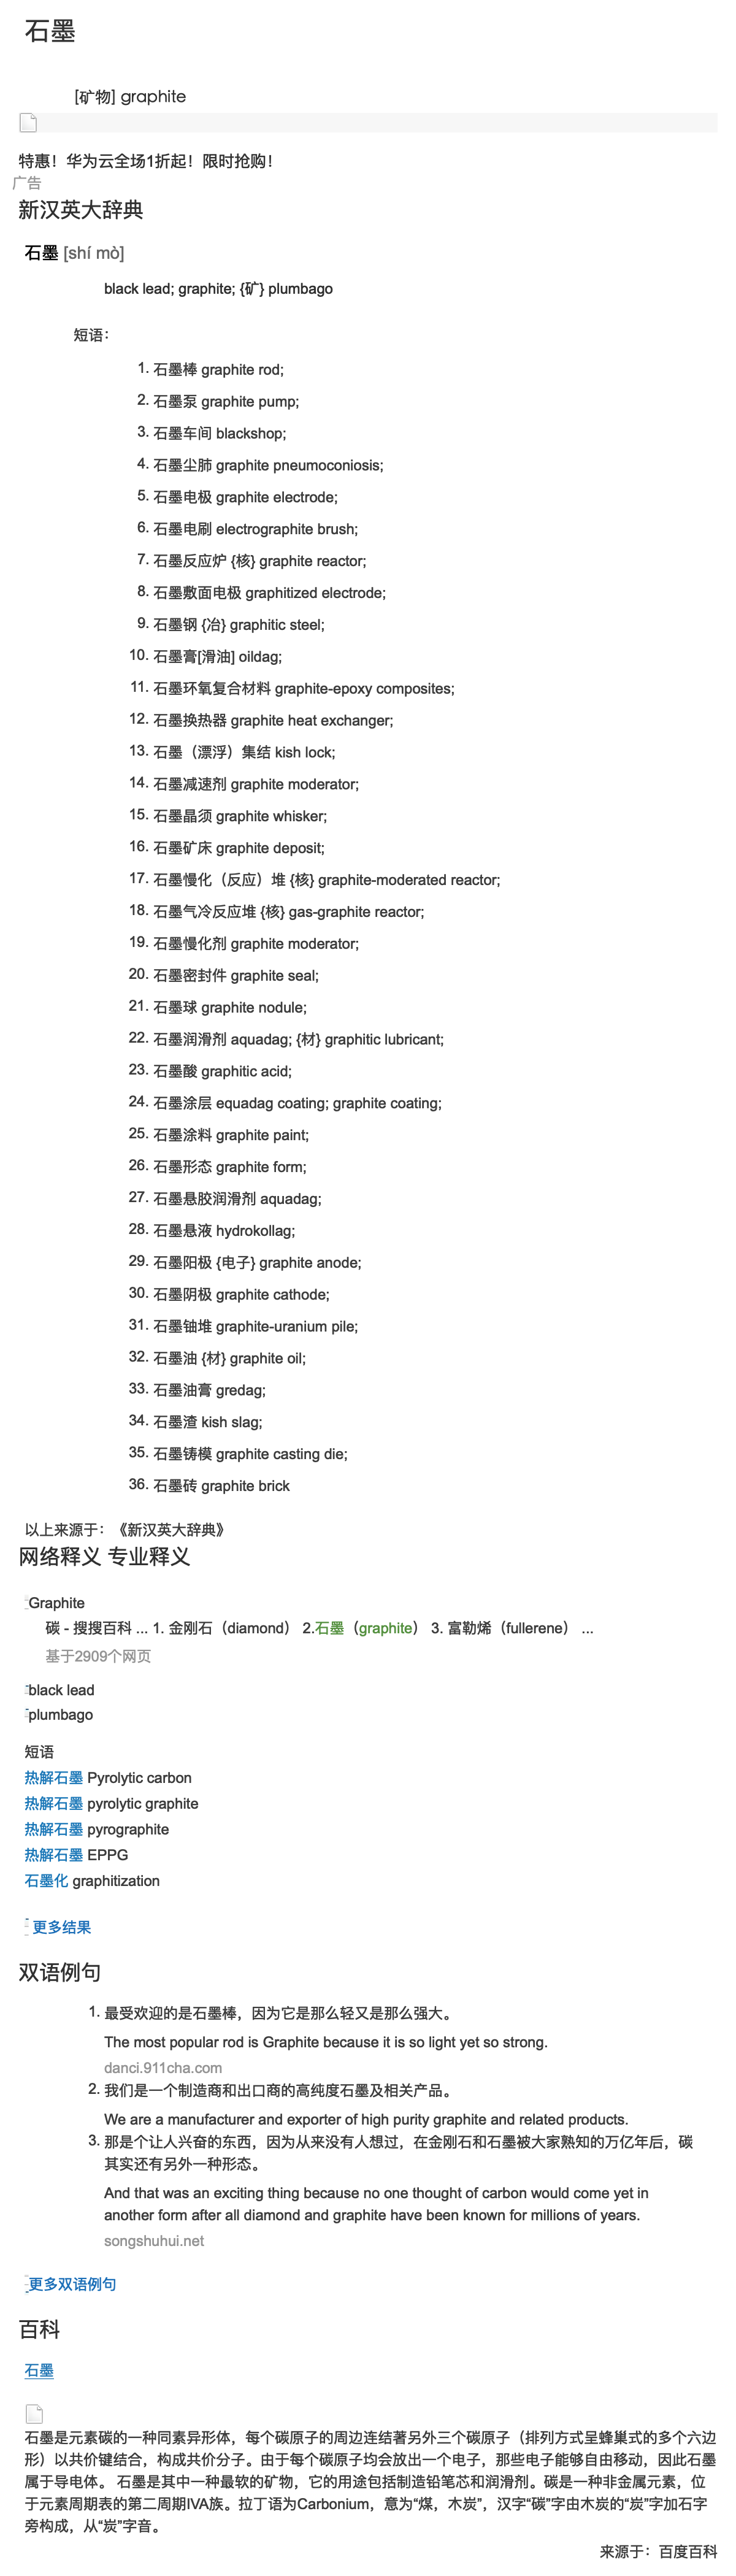 石墨
[矿物] graphite
特惠！华为云全场1折起！限时抢购！
广告
新汉英大辞典
石墨 [shí mò]
black lead; graphite; {矿} plumbago
短语：
1. 石墨棒 graphite rod;
2. 石墨泵 graphite pump;
3. 石墨车间 blackshop;
4. 石墨尘肺 graphite pneumoconiosis;
5. 石墨电极 graphite electrode;
6. 石墨电刷 electrographite brush;
7. 石墨反应炉 {核} graphite reactor;
8. 石墨敷面电极 graphitized electrode;
9. 石墨钢 {冶} graphitic steel;
10. 石墨膏[滑油] oildag;
11. 石墨环氧复合材料 graphite-epoxy composites;
12. 石墨换热器 graphite heat exchanger;
13. 石墨（漂浮）集结 kish lock;
14. 石墨减速剂 graphite moderator;
15. 石墨晶须 graphite whisker;
16. 石墨矿床 graphite deposit;
17. 石墨慢化（反应）堆 {核} graphite-moderated reactor;
18. 石墨气冷反应堆 {核} gas-graphite reactor;
19. 石墨慢化剂 graphite moderator;
20. 石墨密封件 graphite seal;
21. 石墨球 graphite nodule;
22. 石墨润滑剂 aquadag; {材} graphitic lubricant;
23. 石墨酸 graphitic acid;
24. 石墨涂层 equadag coating; graphite coating;
25. 石墨涂料 graphite paint;
26. 石墨形态 graphite form;
27. 石墨悬胶润滑剂 aquadag;
28. 石墨悬液 hydrokollag;
29. 石墨阳极 {电子} graphite anode;
30. 石墨阴极 graphite cathode;
31. 石墨铀堆 graphite-uranium pile;
32. 石墨油 {材} graphite oil;
33. 石墨油膏 gredag;
34. 石墨渣 kish slag;
35. 石墨铸模 graphite casting die;
36. 石墨砖 graphite brick
以上来源于：《新汉英大辞典》
网络释义 专业释义
Graphite
碳 - 搜搜百科 ... 1. 金刚石（diamond） 2.石墨（graphite） 3. 富勒烯（fullerene） ...
基于2909个网页
black lead
plumbago
短语
热解石墨 Pyrolytic carbon
热解石墨 pyrolytic graphite
热解石墨 pyrographite
热解石墨 EPPG
石墨化 graphitization
更多结果
双语例句
1. 最受欢迎的是石墨棒，因为它是那么轻又是那么强大。
The most popular rod is Graphite because it is so light yet so strong.
danci.911cha.com
2. 我们是一个制造商和出口商的高纯度石墨及相关产品。
We are a manufacturer and exporter of high purity graphite and related products.
3. 那是个让人兴奋的东西，因为从来没有人想过，在金刚石和石墨被大家熟知的万亿年后，碳
其实还有另外一种形态。
And that was an exciting thing because no one thought of carbon would come yet in
another form after all diamond and graphite have been known for millions of years.
songshuhui.net
更多双语例句
百科
石墨
石墨是元素碳的一种同素异形体，每个碳原子的周边连结著另外三个碳原子（排列方式呈蜂巢式的多个六边
形）以共价键结合，构成共价分子。由于每个碳原子均会放出一个电子，那些电子能够自由移动，因此石墨
属于导电体。 石墨是其中一种最软的矿物，它的用途包括制造铅笔芯和润滑剂。碳是一种非金属元素，位
于元素周期表的第二周期IVA族。拉丁语为Carbonium，意为“煤，木炭”，汉字“碳”字由木炭的“炭”字加石字
旁构成，从“炭”字音。
来源于：百度百科